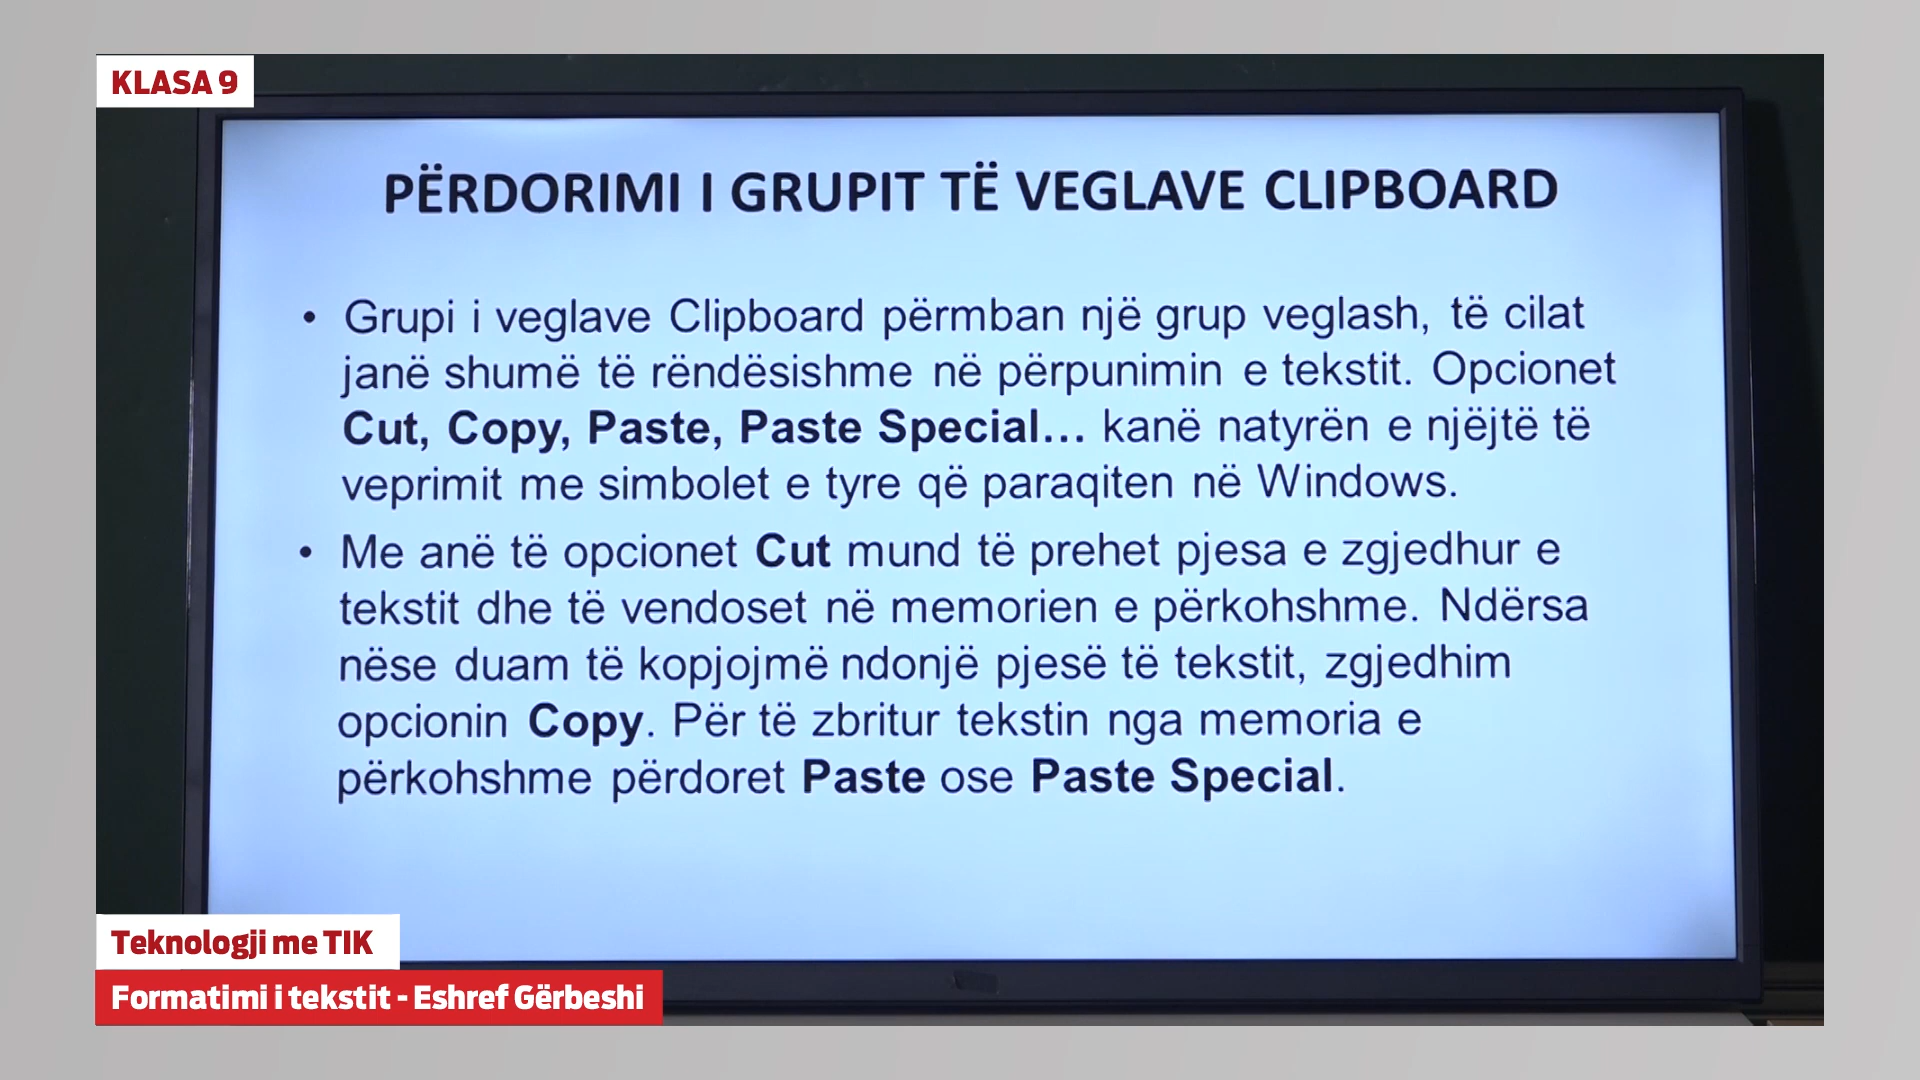 KLASA 9
PËRDORIMI I GRUPIT TË VEGLAVE CLIPBOARD
• Grupi i veglave Clipboard përmban një grup veglash, të cilat
janë shumë të rëndësishme në përpunimin e tekstit. Opcionet
Cut, Copy, Paste, Paste Special... kanë natyrën e njëjtë të
veprimit me simbolet e tyre që paraqiten në Windows.
• Me anë të opcionet Cut mund të prehet pjesa e zgjedhur e
tekstit dhe të vendoset në memorien e përkohshme. Ndërsa
nëse duam të kopjojmë ndonjë pjesë të tekstit, zgjedhim
opcionin Copy. Për të zbritur tekstin nga memoria e
përkohshme përdoret Paste ose Paste Special.
Teknologji me TIK
Formatimi i tekstit - Eshref Gërbeshi